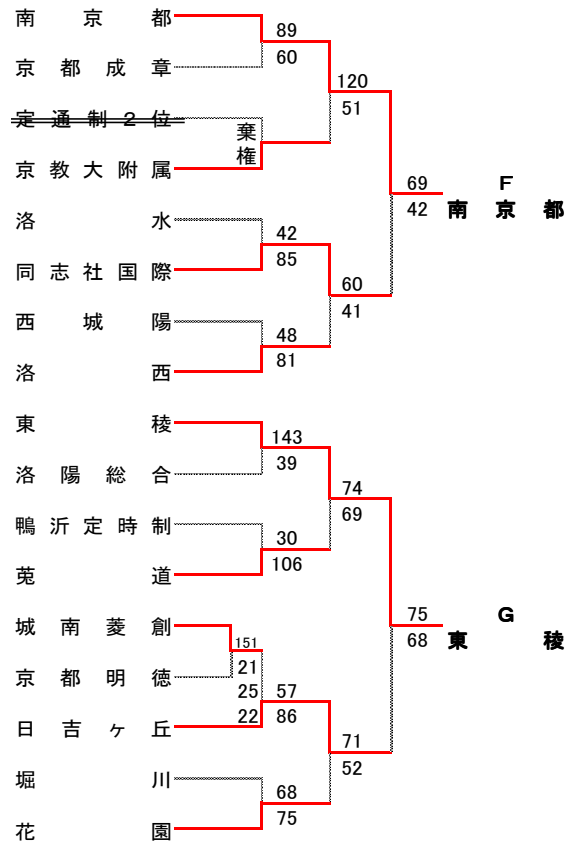 南京都
89
60
京都成章
120
51
定通制2位
棄権
京教大附属
69
42
F
南京都
洛水
42
85
同志社国際
60
41
西城陽
48
81
洛西
東稜
143
39
洛陽総合
74
69
鴨沂定時制
30
106
莵道
75
68
G
東稜
城南菱創
151
21
京都明徳
25
22
57
86
日吉ヶ丘
71
52
堀川
68
75
花園